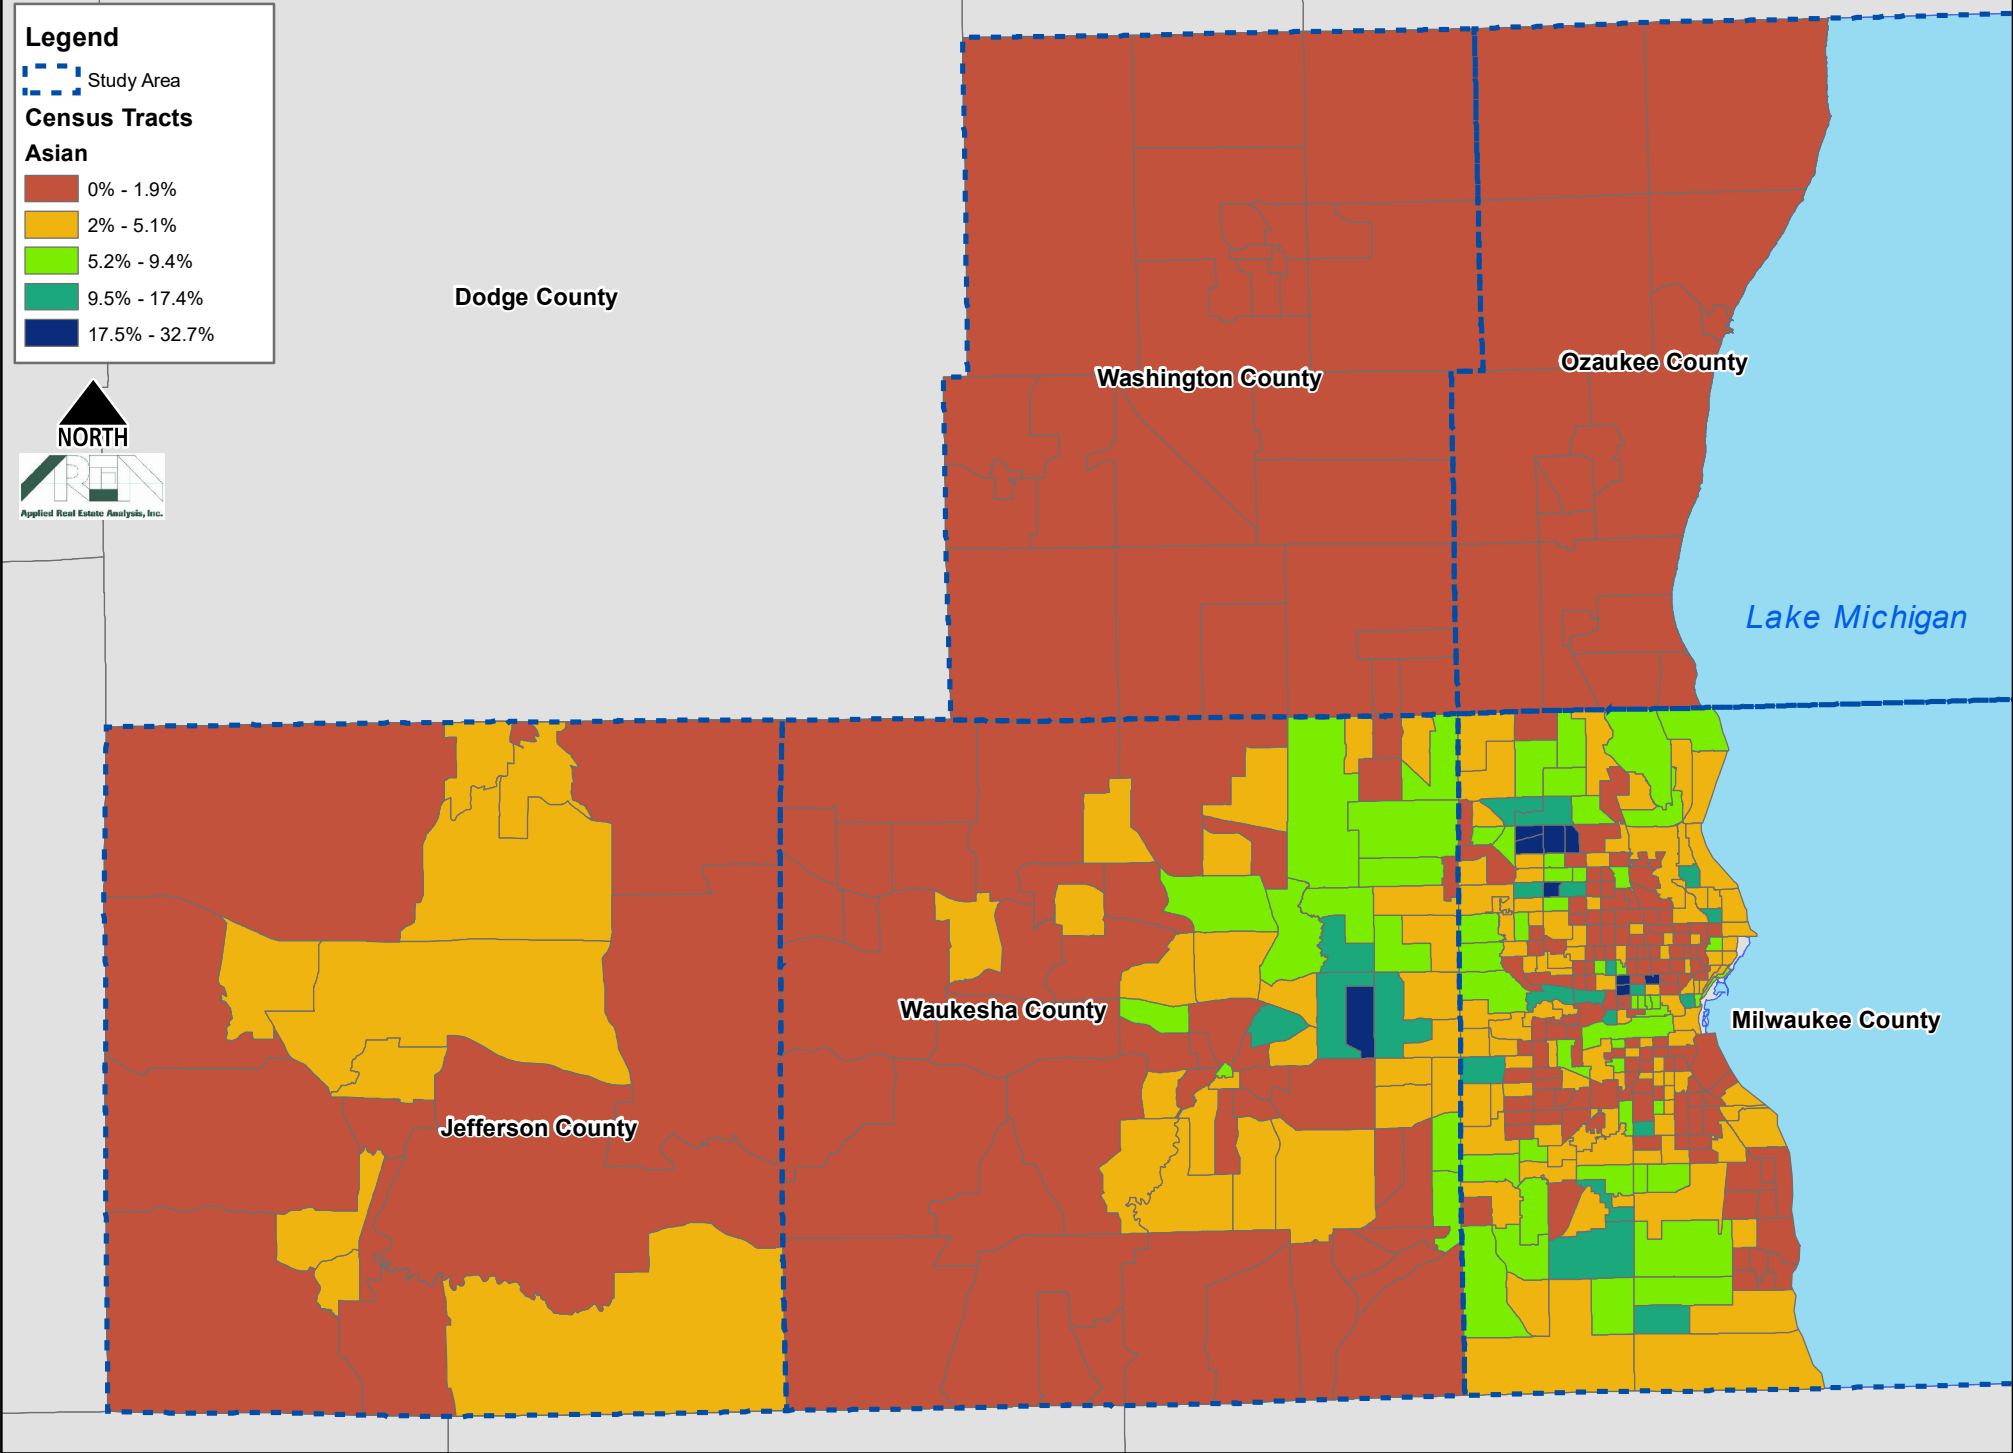 Legend
Study Area
Census Tracts
Asian
0% - 1.9%
2% - 5.1%
5.2% - 9.4%
9.5% - 17.4%
17.5% - 32.7%
NORTH
AREA
Applied Real Estate Analysis, Inc.
Dodge County
Washington County
Ozaukee County
Lake Michigan
Waukesha County
Milwaukee County
Jefferson County